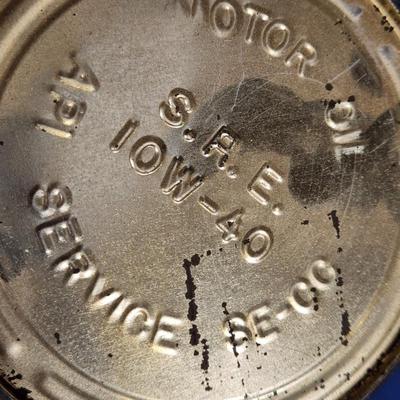 MOTOR OIL
S.A.E.
10W-40
API SERVICE SE-CC